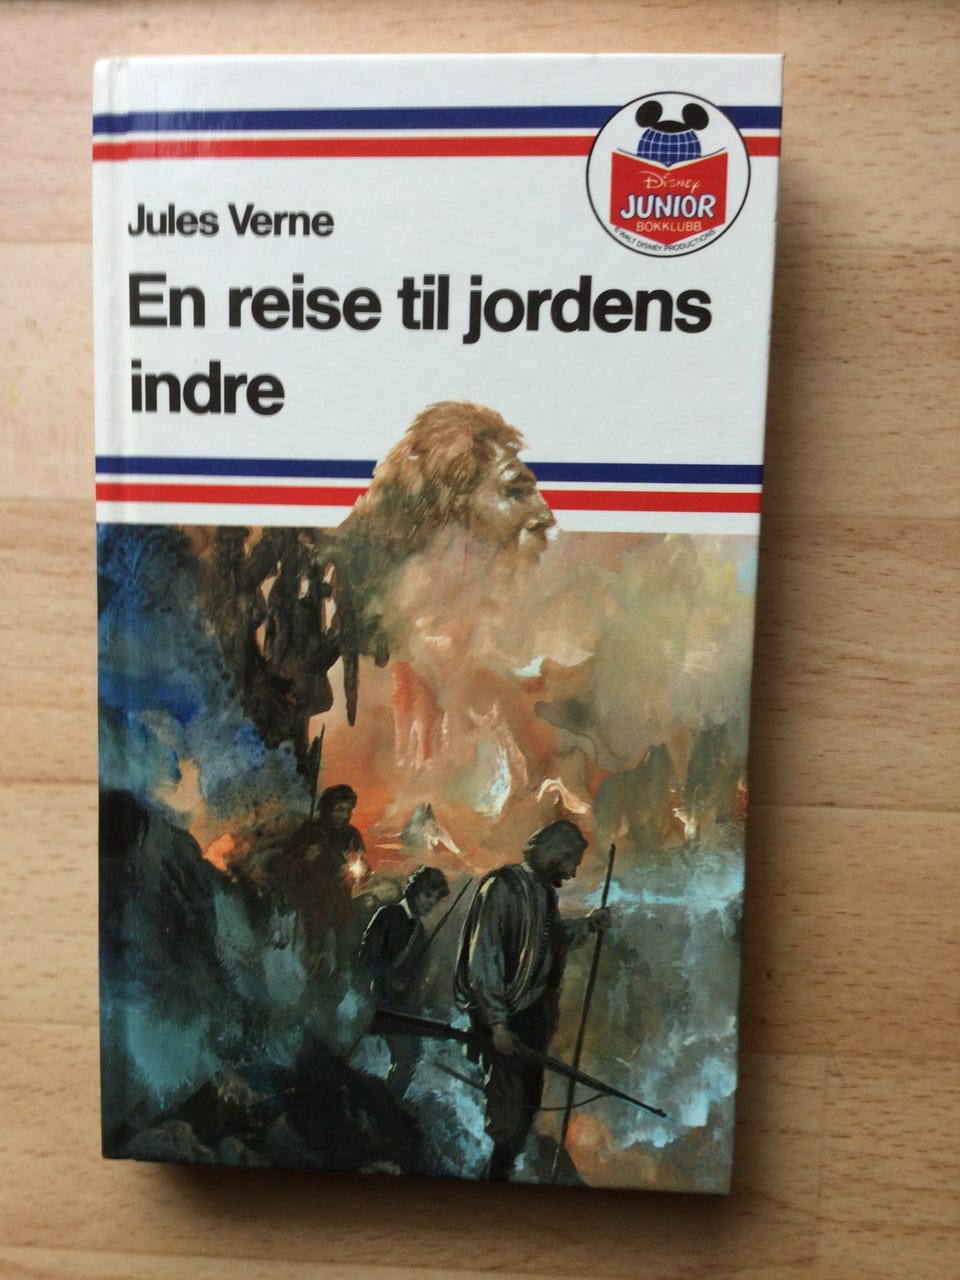 Disney
JUNIOR
BOKKLUBB
© WALT DISNEY PRODUCTIONS
Jules Verne
En reise til jordens
indre